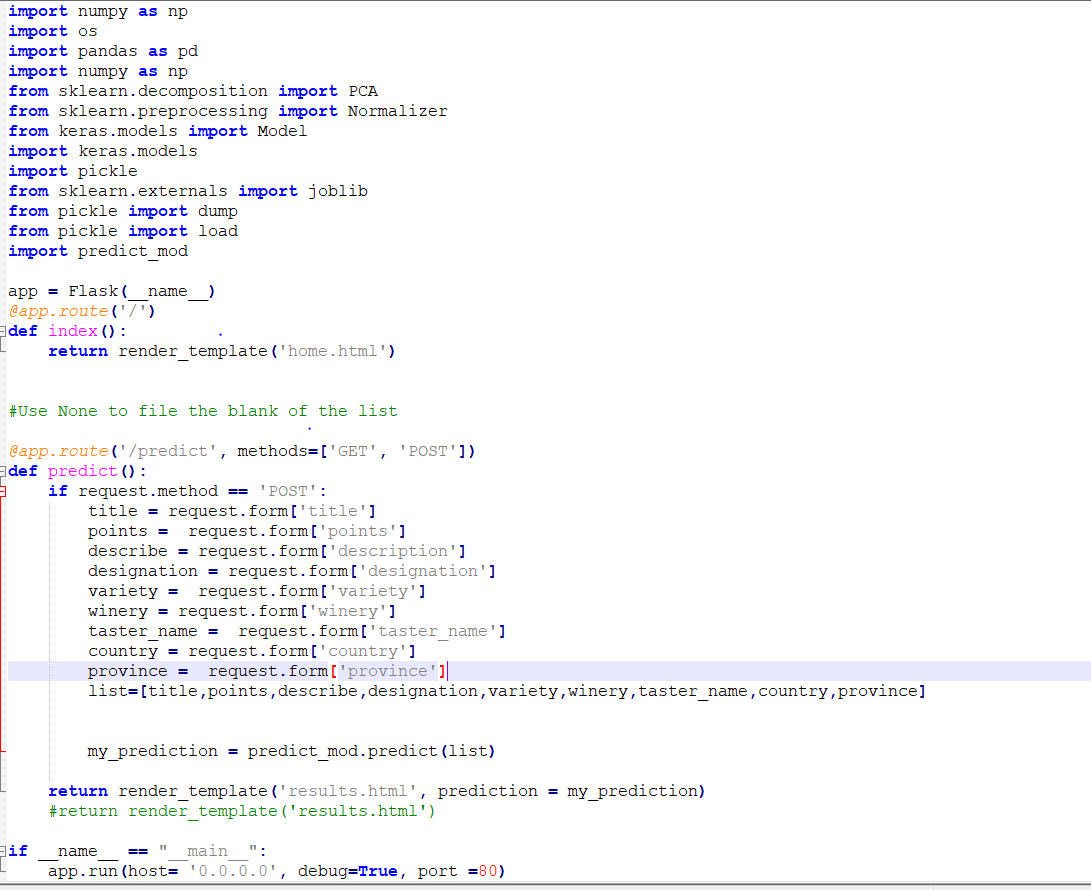 import numpy as np
import os
import pandas as pd
import numpy as np
from sklearn.decomposition import PCA
from sklearn.preprocessing import Normalizer
from keras.models import Model
import keras.models
import pickle
from sklearn.externals import joblib
from pickle import dump
from pickle import load
import predict_mod
app = Flask(__name__)
@app.route('/')
def index():
    return render_template('home.html')
#Use None to file the blank of the list
@app.route('/predict', methods=['GET', 'POST'])
def predict():
    if request.method == 'POST':
        title = request.form['title']
        points =  request.form['points']
        describe = request.form['description']
        designation = request.form['designation']
        variety =  request.form['variety']
        winery = request.form['winery']
        taster_name =  request.form['taster_name']
        country = request.form['country']
        province =  request.form['province']
        list=[title,points,describe,designation,variety,winery,taster_name,country,province]
        my_prediction = predict_mod.predict(list)
    return render_template('results.html', prediction = my_prediction)
    #return render_template('results.html')
if __name__ == "__main__":
    app.run(host= '0.0.0.0', debug=True, port =80)